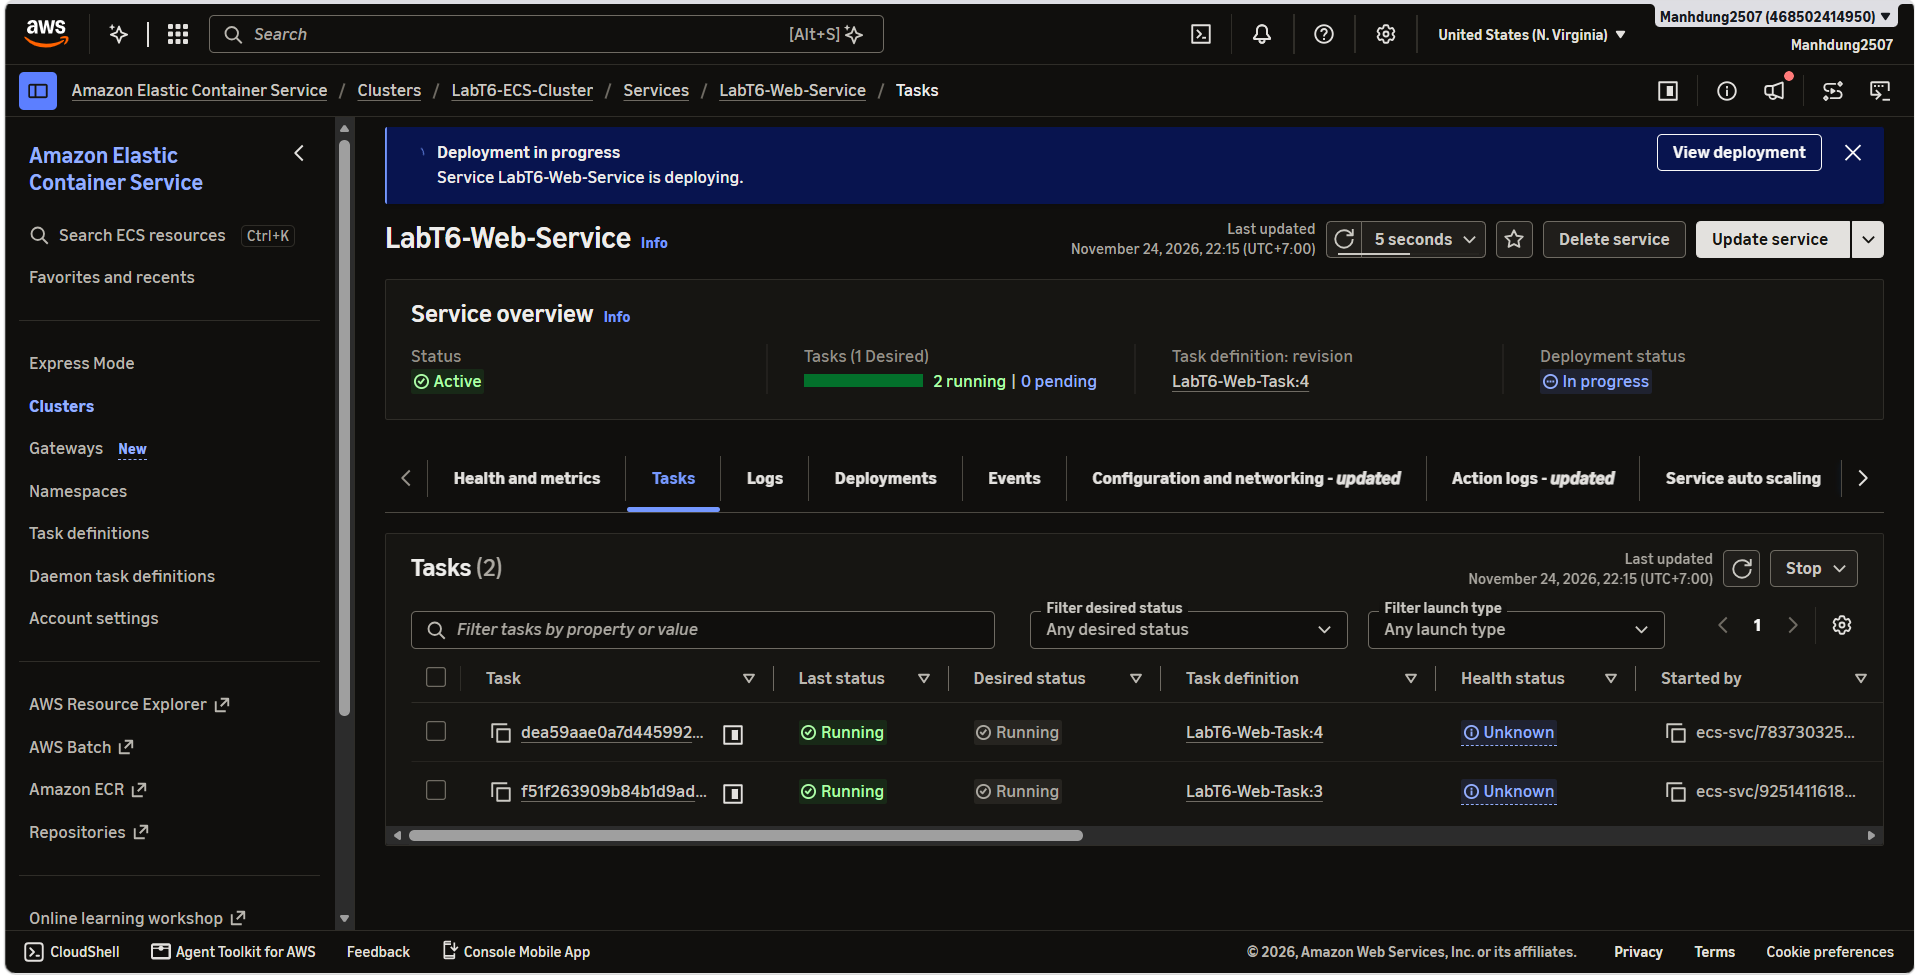 aws
Search
[Alt+S]
United States (N. Virginia) ▼
Manhdung2507 (468502414950) ▼
Manhdung2507
Amazon Elastic Container Service / Clusters / LabT6-ECS-Cluster / Services / LabT6-Web-Service / Tasks
Amazon Elastic
Container Service
Search ECS resources
Ctrl+K
Favorites and recents
Express Mode
Clusters
Gateways New
Namespaces
Task definitions
Daemon task definitions
Account settings
AWS Resource Explorer
AWS Batch
Amazon ECR
Repositories
Online learning workshop
Deployment in progress
Service LabT6-Web-Service is deploying.
View deployment
LabT6-Web-Service Info
Last updated
November 24, 2026, 22:15 (UTC+7:00)
5 seconds
Delete service
Update service
Service overview Info
Status
Active
Tasks (1 Desired)
2 running | 0 pending
Task definition: revision
LabT6-Web-Task:4
Deployment status
In progress
Health and metrics
Tasks
Logs
Deployments
Events
Configuration and networking - updated
Action logs - updated
Service auto scaling
Tasks (2)
Last updated
November 24, 2026, 22:15 (UTC+7:00)
Stop
Filter tasks by property or value
Filter desired status
Any desired status
Filter launch type
Any launch type
1
Task
Last status
Desired status
Task definition
Health status
Started by
dea59aae0a7d445992... Running Running LabT6-Web-Task:4 Unknown ecs-svc/783730325...
f51f263909b84b1d9ad... Running Running LabT6-Web-Task:3 Unknown ecs-svc/9251411618...
CloudShell
Agent Toolkit for AWS
Feedback
Console Mobile App
© 2026, Amazon Web Services, Inc. or its affiliates.
Privacy
Terms
Cookie preferences